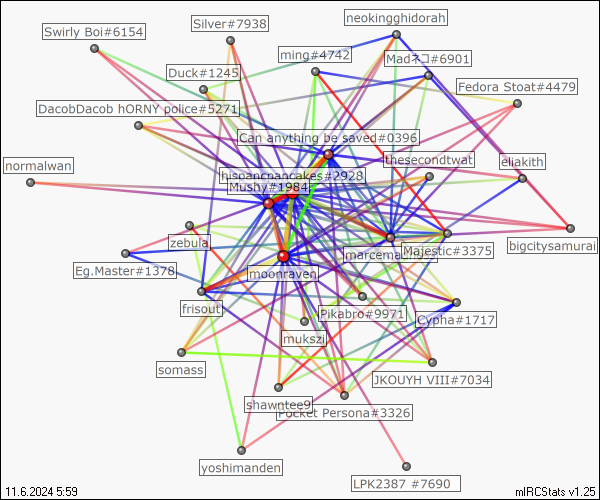 neokingghidorah
Swirly Boi#6154
Silver#7938
ming#4742
Madネコ#6901
Duck#1245
Fedora Stoat#4479
DacobDacob hORNY police#5271
Can anything be saved#0396
normalwan
thesecondtwat
eliakith
hispanchancakes#2928
Mushy#1984
zebula
bigcitysamurai
Majestic#3375
Eg.Master#1378
moonraven
frisout
Pikabro#9971
Cypha#1717
mukszi
somass
JKOUYH VIII#7034
shawntee9
Pocket Persona#3326
yoshimanden
LPK2387 #7690
11.6.2024 5:59
mIRCStats v1.25